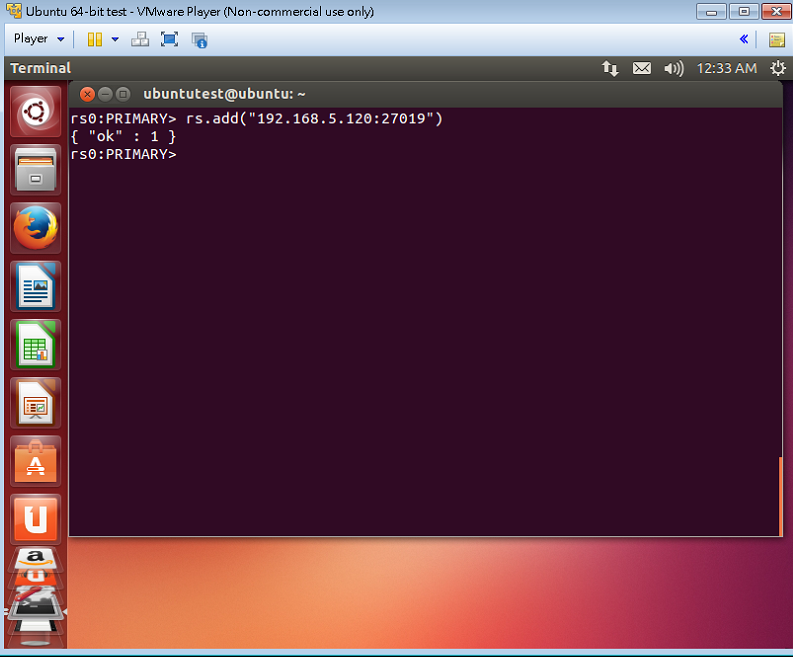 Ubuntu 64-bit test - VMware Player (Non-commercial use only)
Player
Terminal
12:33 AM
ubuntutest@ubuntu: ~
rs0:PRIMARY> rs.add("192.168.5.120:27019")
{ "ok" : 1 }
rs0:PRIMARY>